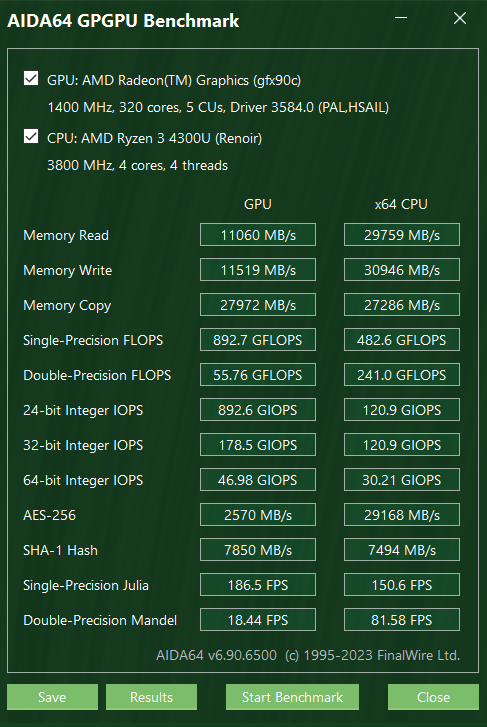 AIDA64 GPGPU Benchmark
GPU: AMD Radeon(TM) Graphics (gfx90c)
1400 MHz, 320 cores, 5 CUs, Driver 3584.0 (PAL,HSAIL)
CPU: AMD Ryzen 3 4300U (Renoir)
3800 MHz, 4 cores, 4 threads
GPU x64 CPU
Memory Read 11060 MB/s 29759 MB/s
Memory Write 11519 MB/s 30946 MB/s
Memory Copy 27972 MB/s 27286 MB/s
Single-Precision FLOPS 892.7 GFLOPS 482.6 GFLOPS
Double-Precision FLOPS 55.76 GFLOPS 241.0 GFLOPS
24-bit Integer IOPS 892.6 GIOPS 120.9 GIOPS
32-bit Integer IOPS 178.5 GIOPS 120.9 GIOPS
64-bit Integer IOPS 46.98 GIOPS 30.21 GIOPS
AES-256 2570 MB/s 29168 MB/s
SHA-1 Hash 7850 MB/s 7494 MB/s
Single-Precision Julia 186.5 FPS 150.6 FPS
Double-Precision Mandel 18.44 FPS 81.58 FPS
AIDA64 v6.90.6500 (c) 1995-2023 FinalWire Ltd.
Save Results Start Benchmark Close